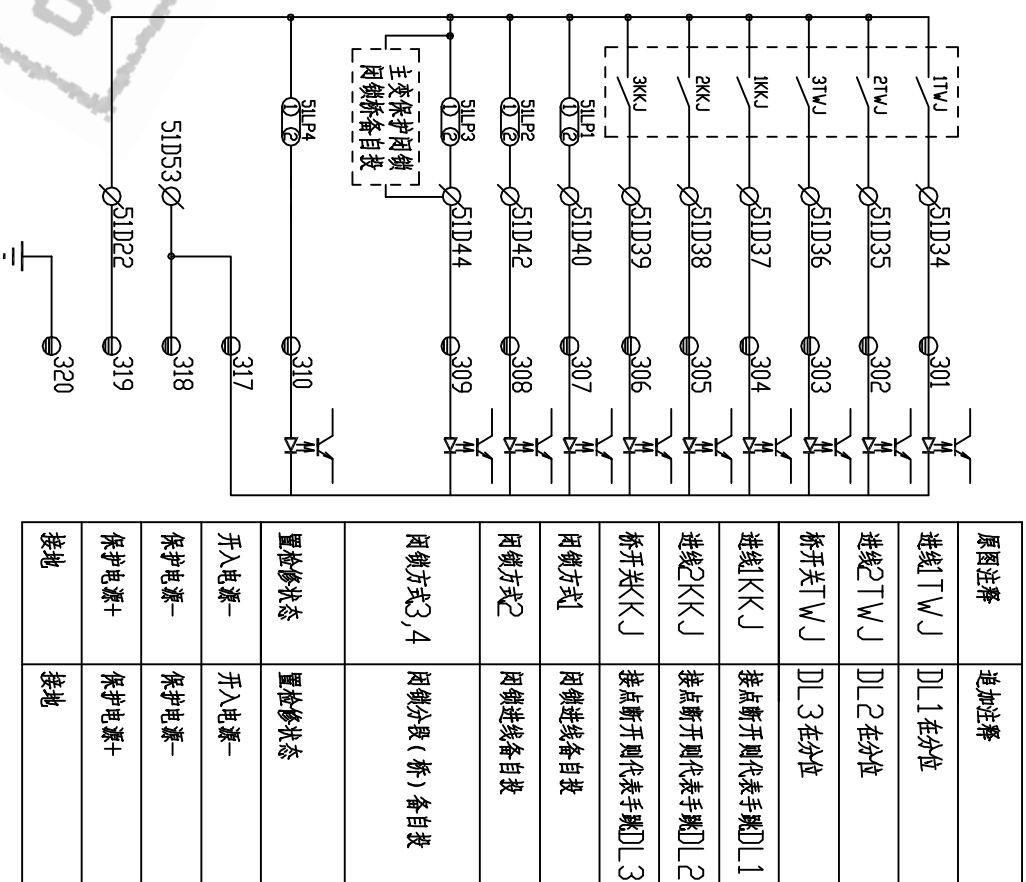 1TWJ
51D34
301
2TWJ
51D35
302
3TWJ
51D36
303
1KKJ
51D37
304
2KKJ
51D38
305
3KKJ
51D39
306
51LP1
① ②
51D40
307
51LP2
① ②
51D42
308
51LP3
① ②
51D44
309
主变保护闭锁
闭锁桥备自投
51LP4
① ②
310
317
51D53
318
51D22
319
320
原图注释 追加注释
进线1TWJ DL1在分位
进线2TWJ DL2在分位
桥开关TWJ DL3在分位
进线1KKJ 接点断开则代表手跳DL1
进线2KKJ 接点断开则代表手跳DL2
桥开关KKJ 接点断开则代表手跳DL3
闭锁方式1 闭锁进线备自投
闭锁方式2 闭锁进线备自投
闭锁方式3,4 闭锁分段(桥)备自投
置检修状态 置检修状态
开入电源- 开入电源-
保护电源- 保护电源-
保护电源+ 保护电源+
接地 接地